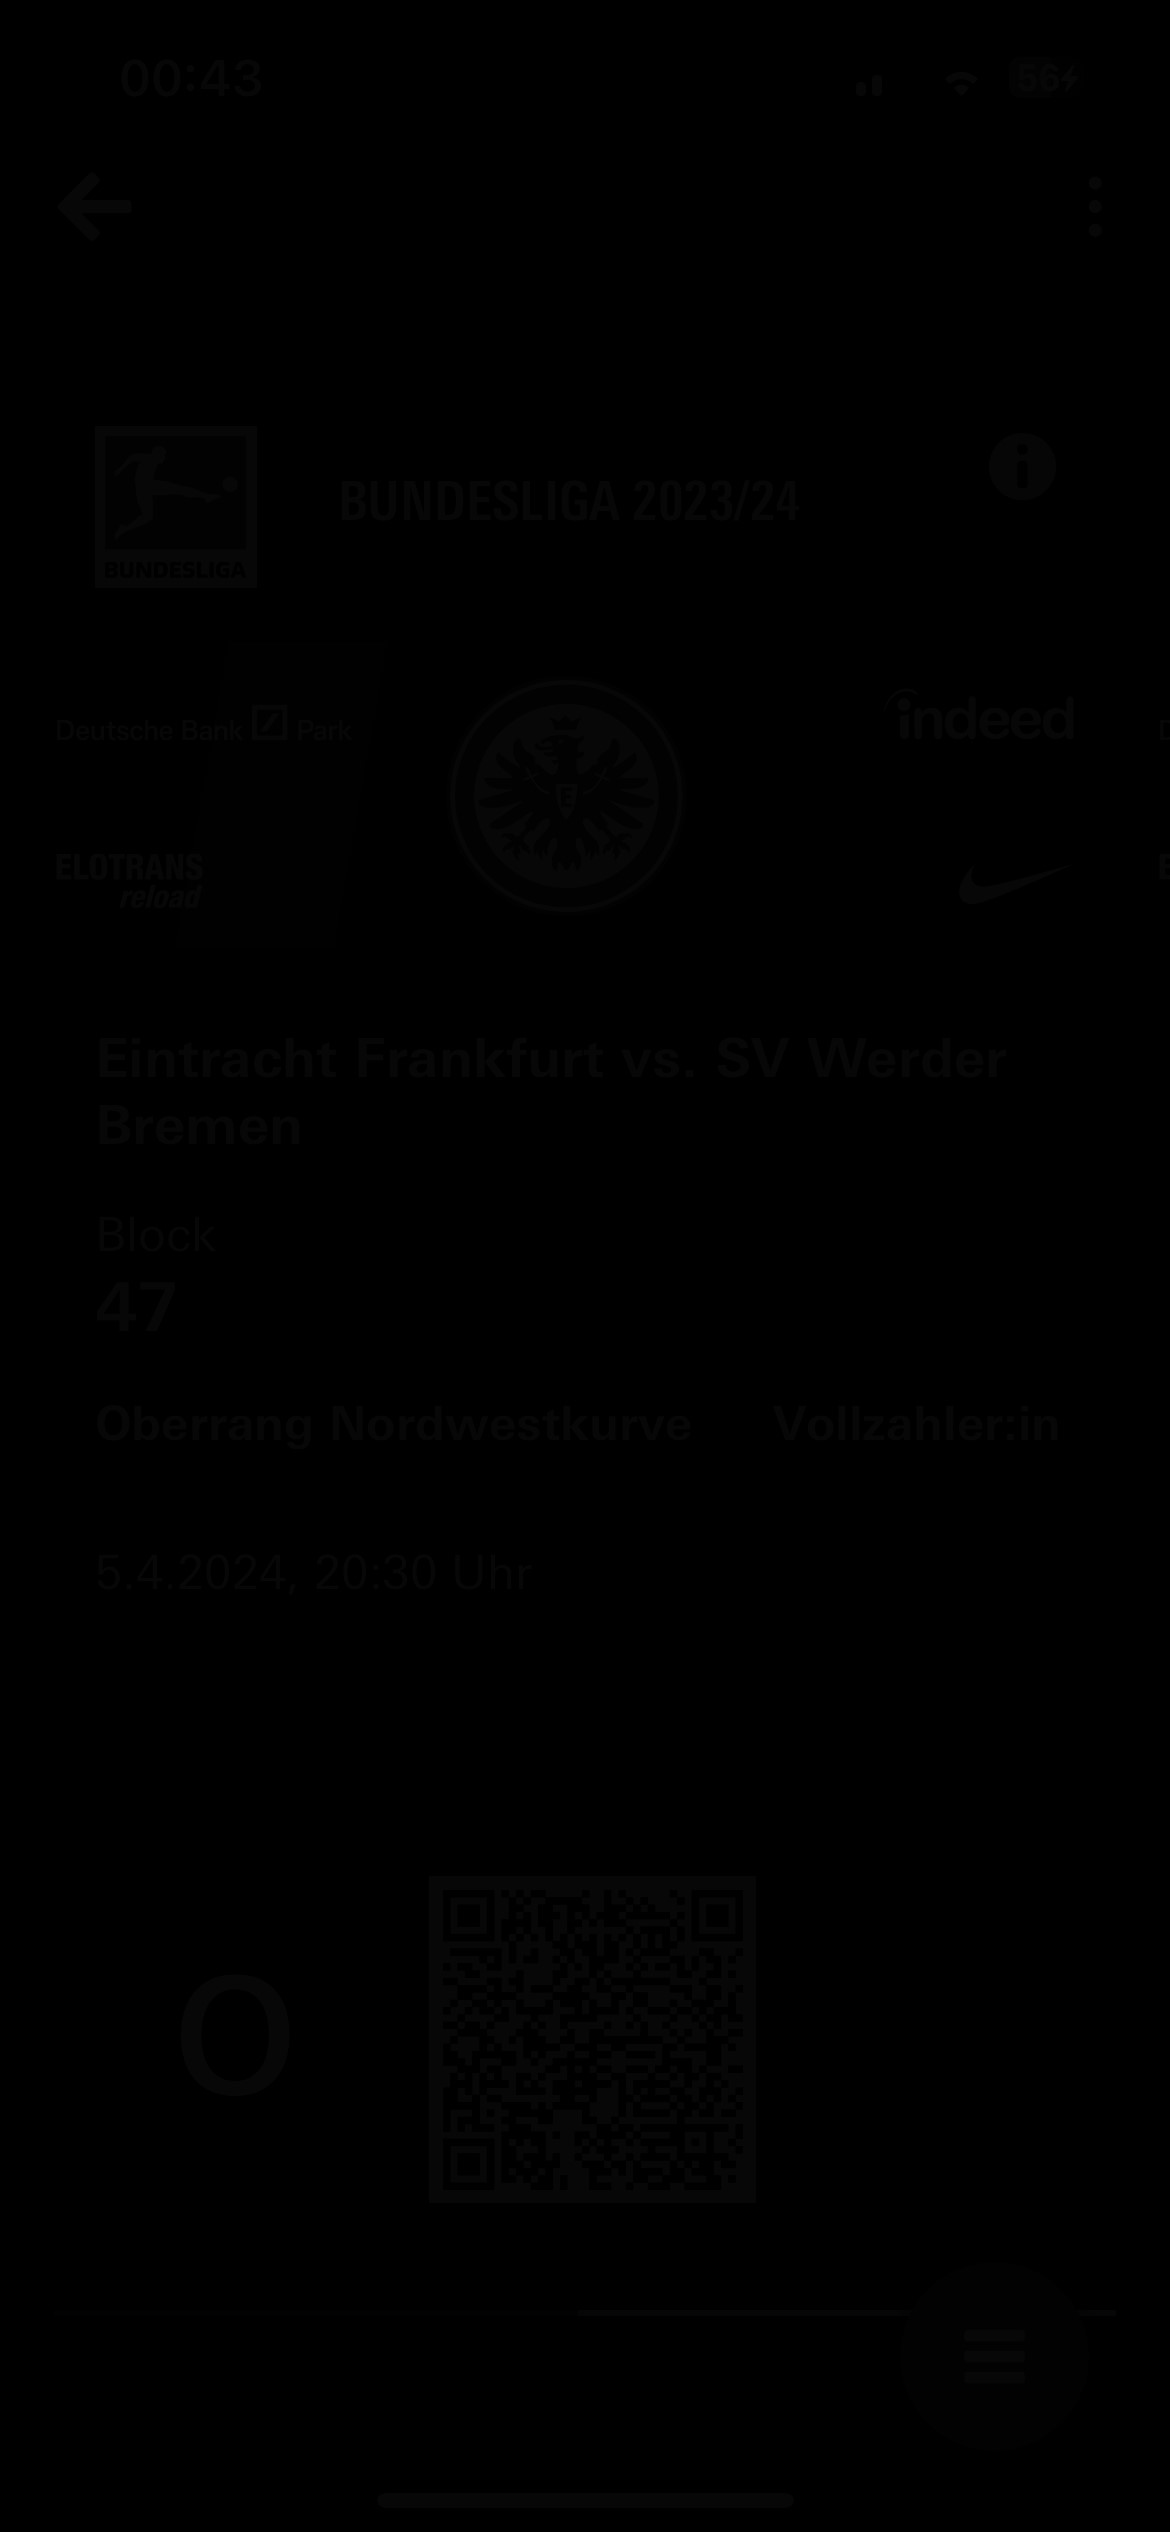 00:43
56
BUNDESLIGA 2023/24
BUNDESLIGA
Deutsche Bank Park
indeed
ELOTRANS
reload
Eintracht Frankfurt vs. SV Werder
Bremen
Block
47
Oberrang Nordwestkurve Vollzahler:in
5.4.2024, 20:30 Uhr
O